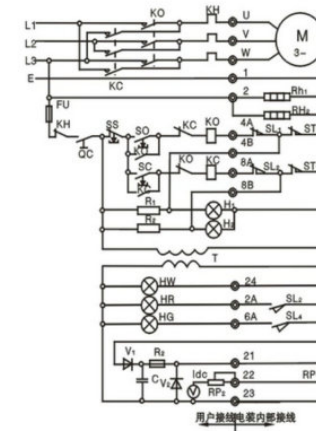 KO KH U
L1
L2 V M 3~
L3 W
E 1
KC 2 Rh₁
FU RH₂
KH SS SO KC KO 4A SL₁ ST
QC KO 4B
SC KO KC 8A SL₂ ST
KC 8B
R₁ H₁
R₂ H₂
T
HW 24
HR 2A SL₂
HG 6A SL₄
V₁ R₃ 21
C V₂ Idc 22 RP
RP₂ 23
用户接线电装内部接线